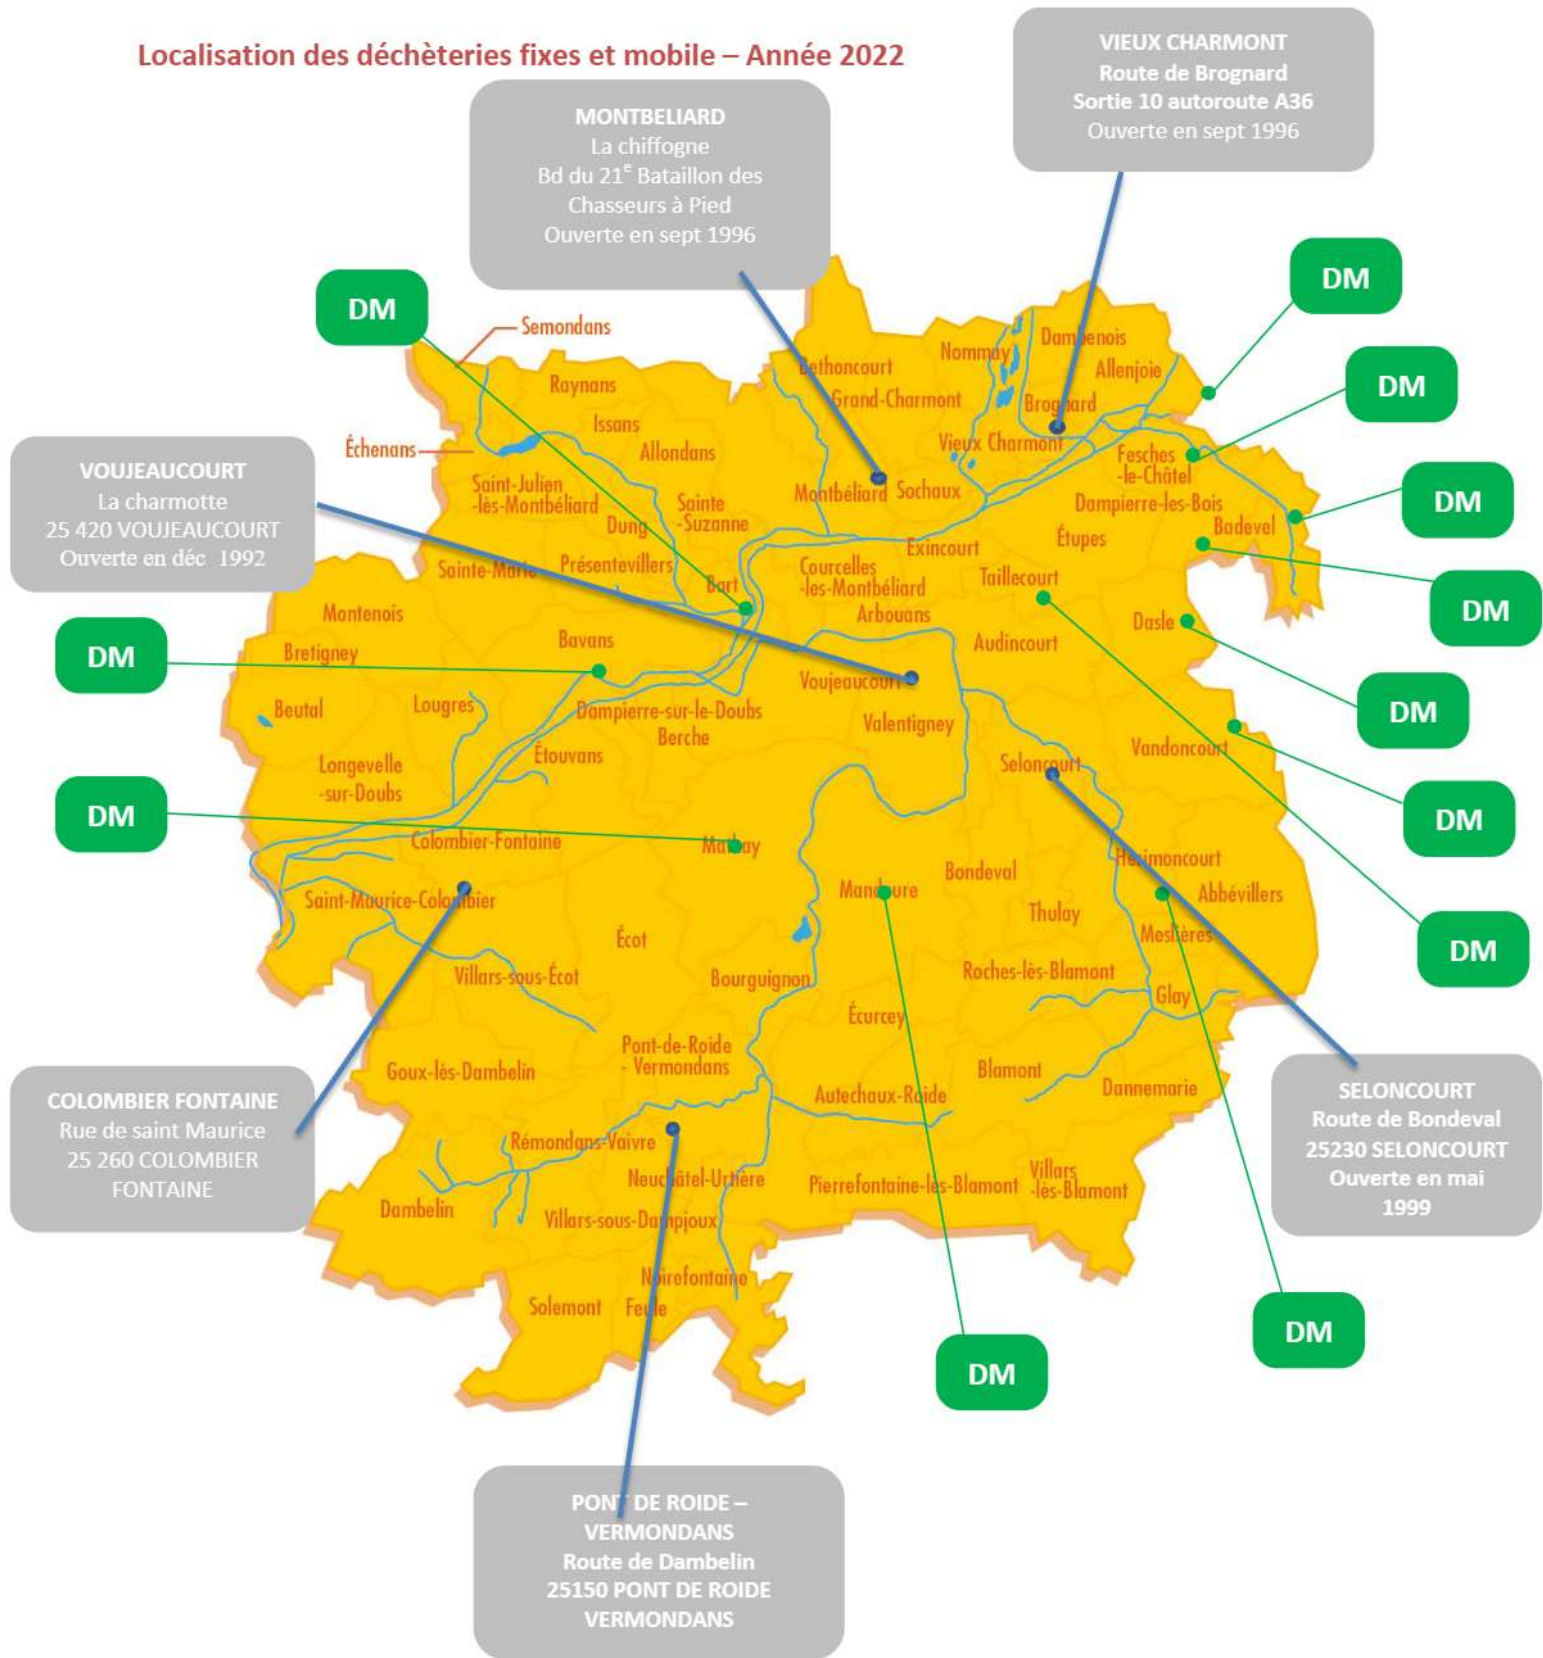 Localisation des déchèteries fixes et mobile – Année 2022
VIEUX CHARMONT
Route de Brognard
Sortie 10 autoroute A36
Ouverte en sept 1996
MONTBELIARD
La chiffogne
Bd du 21e Bataillon des
Chasseurs à Pied
Ouverte en sept 1996
DM
DM
DM
DM
DM
DM
DM
DM
DM
DM
DM
DM
VOUJEAUCOURT
La charmotte
25 420 VOUJEAUCOURT
Ouverte en déc 1992
COLOMBIER FONTAINE
Rue de saint Maurice
25 260 COLOMBIER
FONTAINE
SELONCOURT
Route de Bondeval
25230 SELONCOURT
Ouverte en mai
1999
PONT DE ROIDE –
VERMONDANS
Route de Dambelin
25150 PONT DE ROIDE
VERMONDANS
Semondans
Raynans
Issans
Échenans
Allondans
Saint-Julien
-lès-Montbéliard
Sainte
-Suzanne
Dung
Présentevillers
Sainte-Marie
Bart
Montenois
Bretigney
Bavans
Beutal
Lougres
Dampierre-sur-le-Doubs
Berche
Étouvans
Longevelle
-sur-Doubs
Colombier-Fontaine
Saint-Maurice-Colombier
Villars-sous-Écot
Écot
Mathay
Goux-lès-Dambelin
Pont-de-Roide
- Vermondans
Rémondans-Vaivre
Neuchâtel-Urtière
Dambelin
Villars-sous-Dampjoux
Noirefontaine
Solemont
Feule
Bethoncourt
Grand-Charmont
Nommay
Dambenois
Allenjoie
Brognard
Vieux Charmont
Fesches
-le-Châtel
Montbéliard
Sochaux
Dampierre-les-Bois
Badevel
Exincourt
Étupes
Courcelles
-les-Montbéliard
Taillecourt
Arbouans
Audincourt
Dasle
Voujeaucourt
Valentigney
Seloncourt
Vandoncourt
Hérimoncourt
Abbévillers
Mandeure
Bondeval
Thulay
Meslières
Roches-lès-Blamont
Glay
Bourguignon
Écurcey
Blamont
Dannemarie
Autechaux-Roide
Pierrefontaine-lès-Blamont
Villars
-lès-Blamont